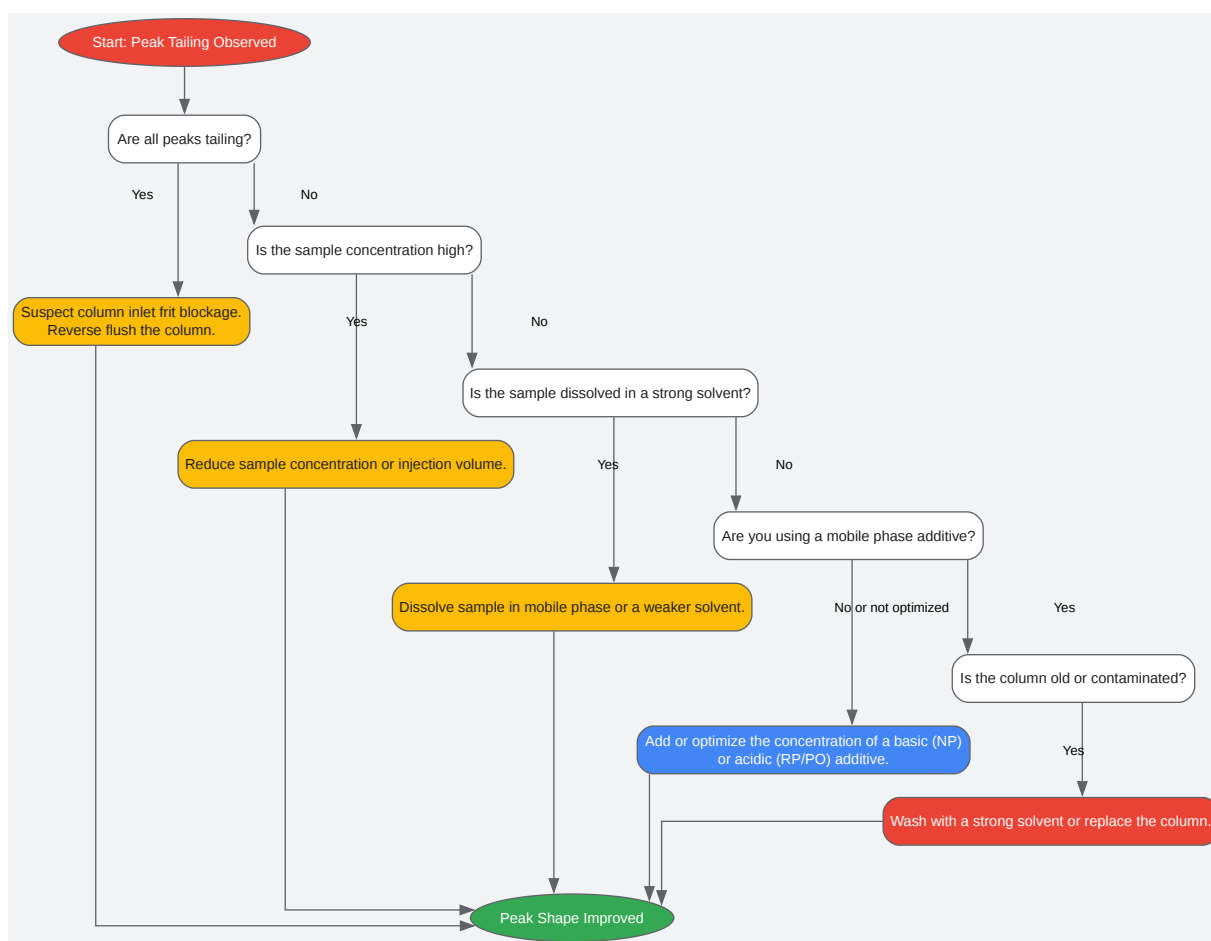 Start: Peak Tailing Observed
Are all peaks tailing?
Yes
No
Is the sample concentration high?
Suspect column inlet frit blockage.
Reverse flush the column.
Yes
No
Is the sample dissolved in a strong solvent?
Reduce sample concentration or injection volume.
Yes
No
Are you using a mobile phase additive?
Dissolve sample in mobile phase or a weaker solvent.
No or not optimized
Yes
Is the column old or contaminated?
Add or optimize the concentration of a basic (NP)
or acidic (RP/PO) additive.
Yes
Wash with a strong solvent or replace the column.
Peak Shape Improved